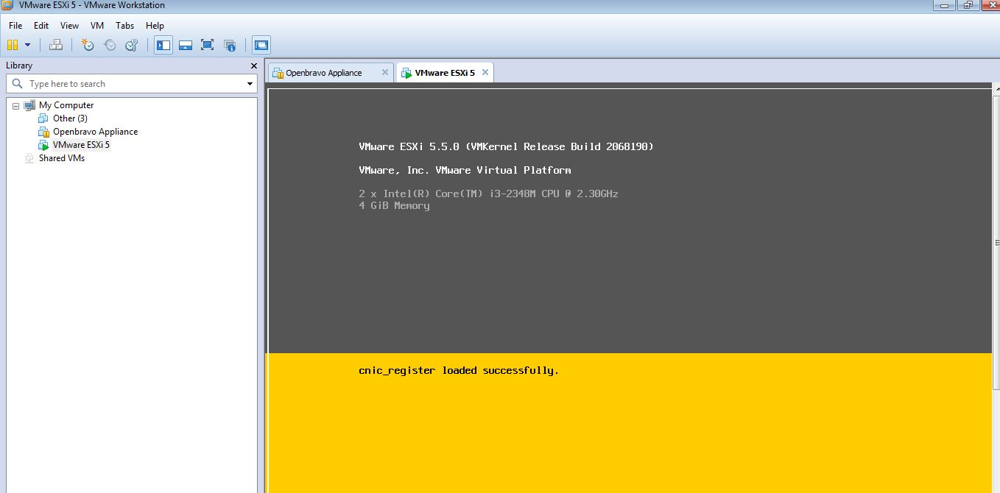 VMware ESXi 5 - VMware Workstation
File Edit View VM Tabs Help
Library
Type here to search
My Computer
Other (3)
Openbravo Appliance
VMware ESXi 5
Shared VMs
Openbravo Appliance VMware ESXi 5
VMware ESXi 5.5.0 (VMKernel Release Build 2068190)
VMware, Inc. VMware Virtual Platform
2 x Intel(R) Core(TM) i3-2348M CPU @ 2.30GHz
4 GiB Memory
cnic_register loaded successfully.